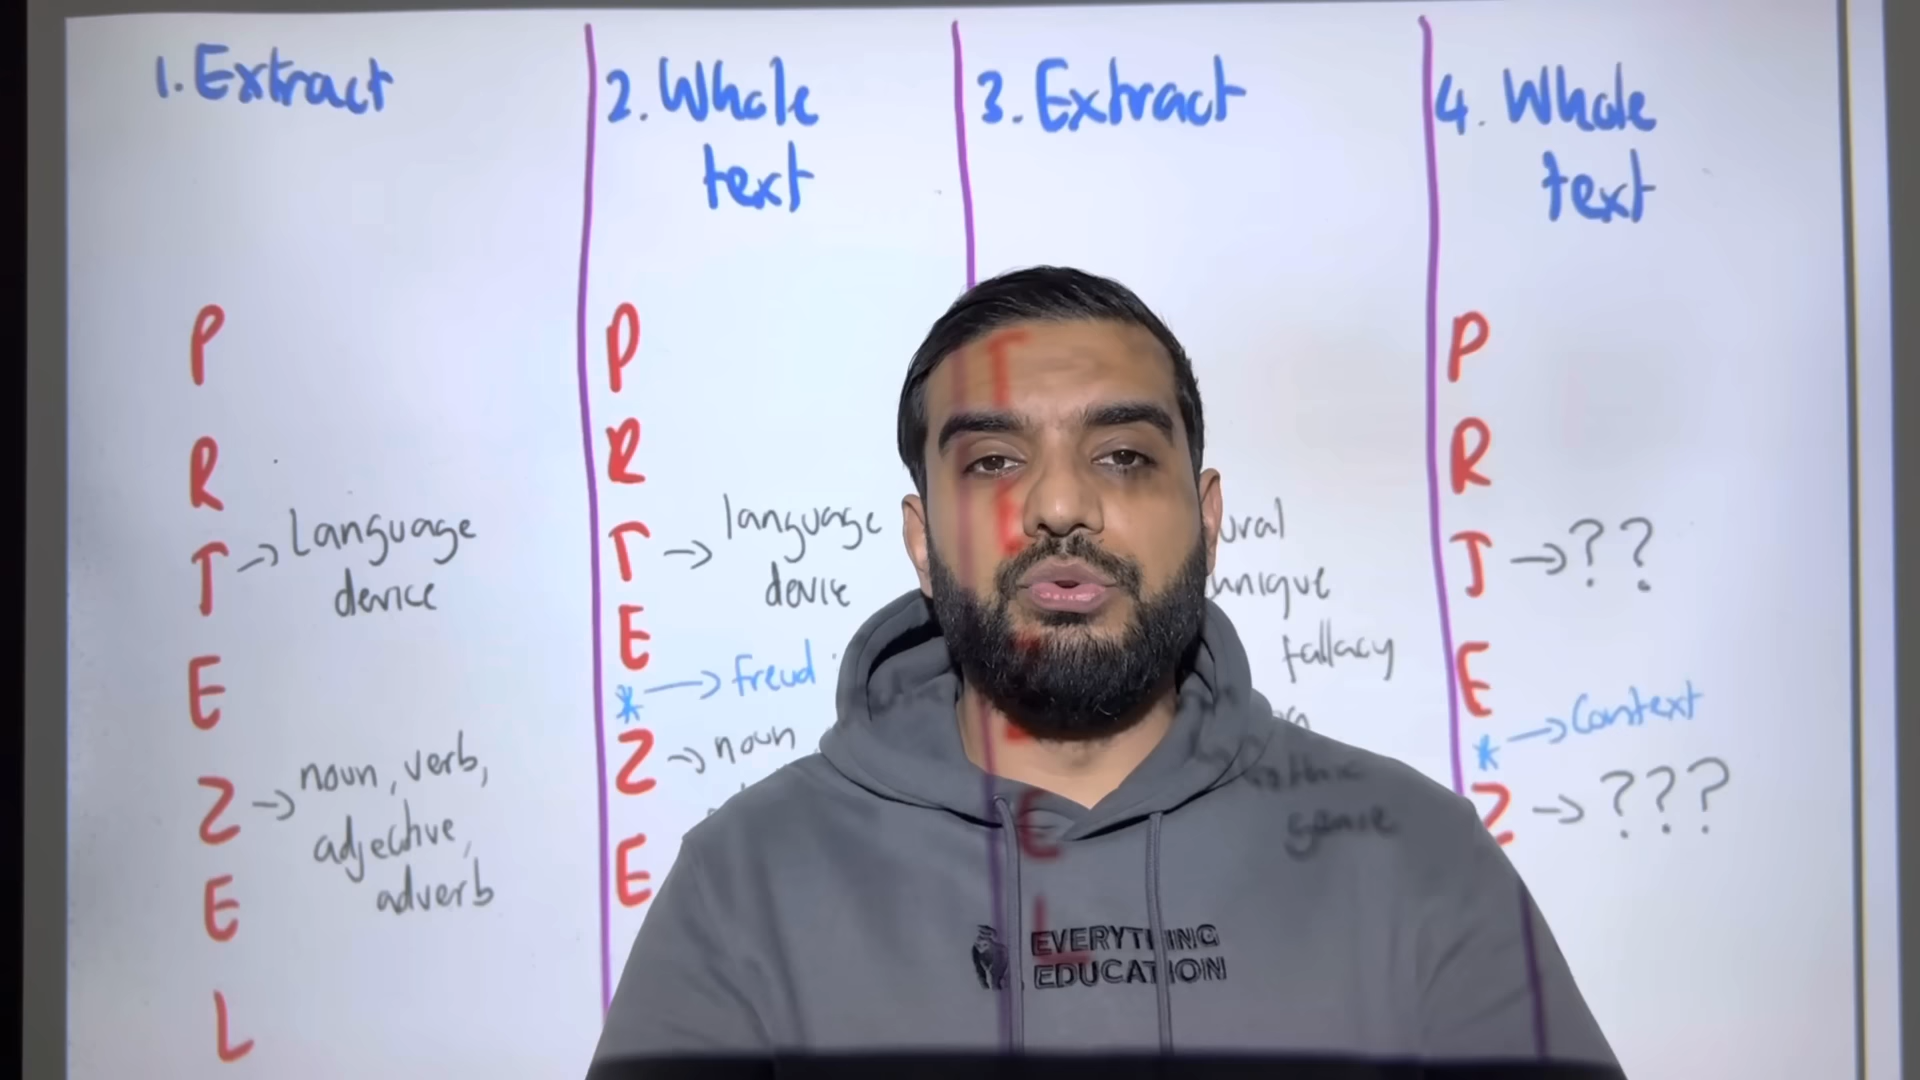 1. Extract
P
R
T → Language
device
E
Z → noun, verb,
adjective,
adverb
E
L
2. Whole
text
P
R
T → language
device
E
* → Freud
Z → noun
E
3. Extract
T
fallacy
genre
E
L
4. Whole
text
P
R
T → ??
E
* → Context
Z → ???
EVERYTHING
EDUCATION